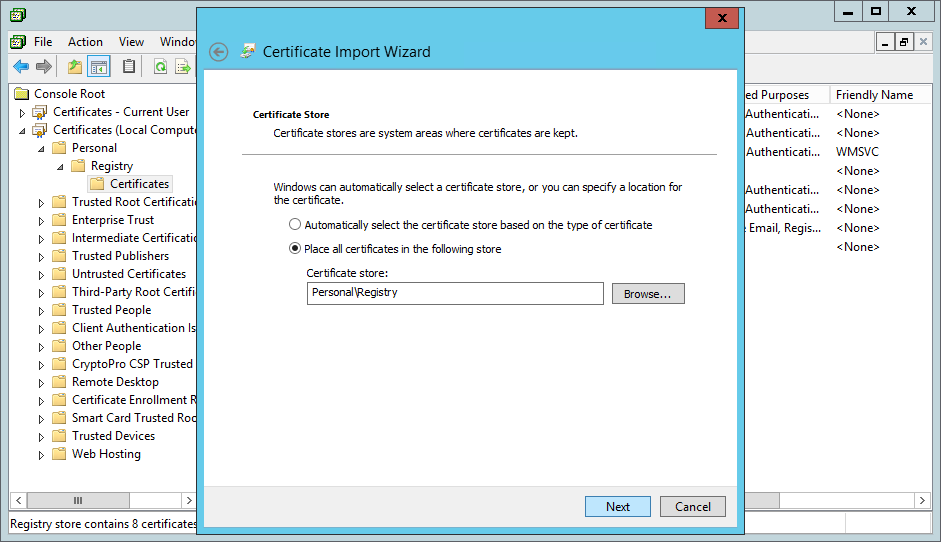 File Action View Windo
Certificate Import Wizard
Console Root
Certificates - Current User
Certificates (Local Compute
Personal
Registry
Certificates
Trusted Root Certificatio
Enterprise Trust
Intermediate Certificatio
Trusted Publishers
Untrusted Certificates
Third-Party Root Certifi
Trusted People
Client Authentication Is
Other People
CryptoPro CSP Trusted
Remote Desktop
Certificate Enrollment R
Smart Card Trusted Roo
Trusted Devices
Web Hosting
Registry store contains 8 certificates
Certificate Store
Certificate stores are system areas where certificates are kept.
Windows can automatically select a certificate store, or you can specify a location for
the certificate.
Automatically select the certificate store based on the type of certificate
Place all certificates in the following store
Certificate store:
Personal\Registry Browse...
Next Cancel
ed Purposes Friendly Name
Authenticati... <None>
Authenticati... <None>
Authenticati... WMSVC
<None>
Authenticati... <None>
Authenticati... <None>
e Email, Regis... <None>
<None>